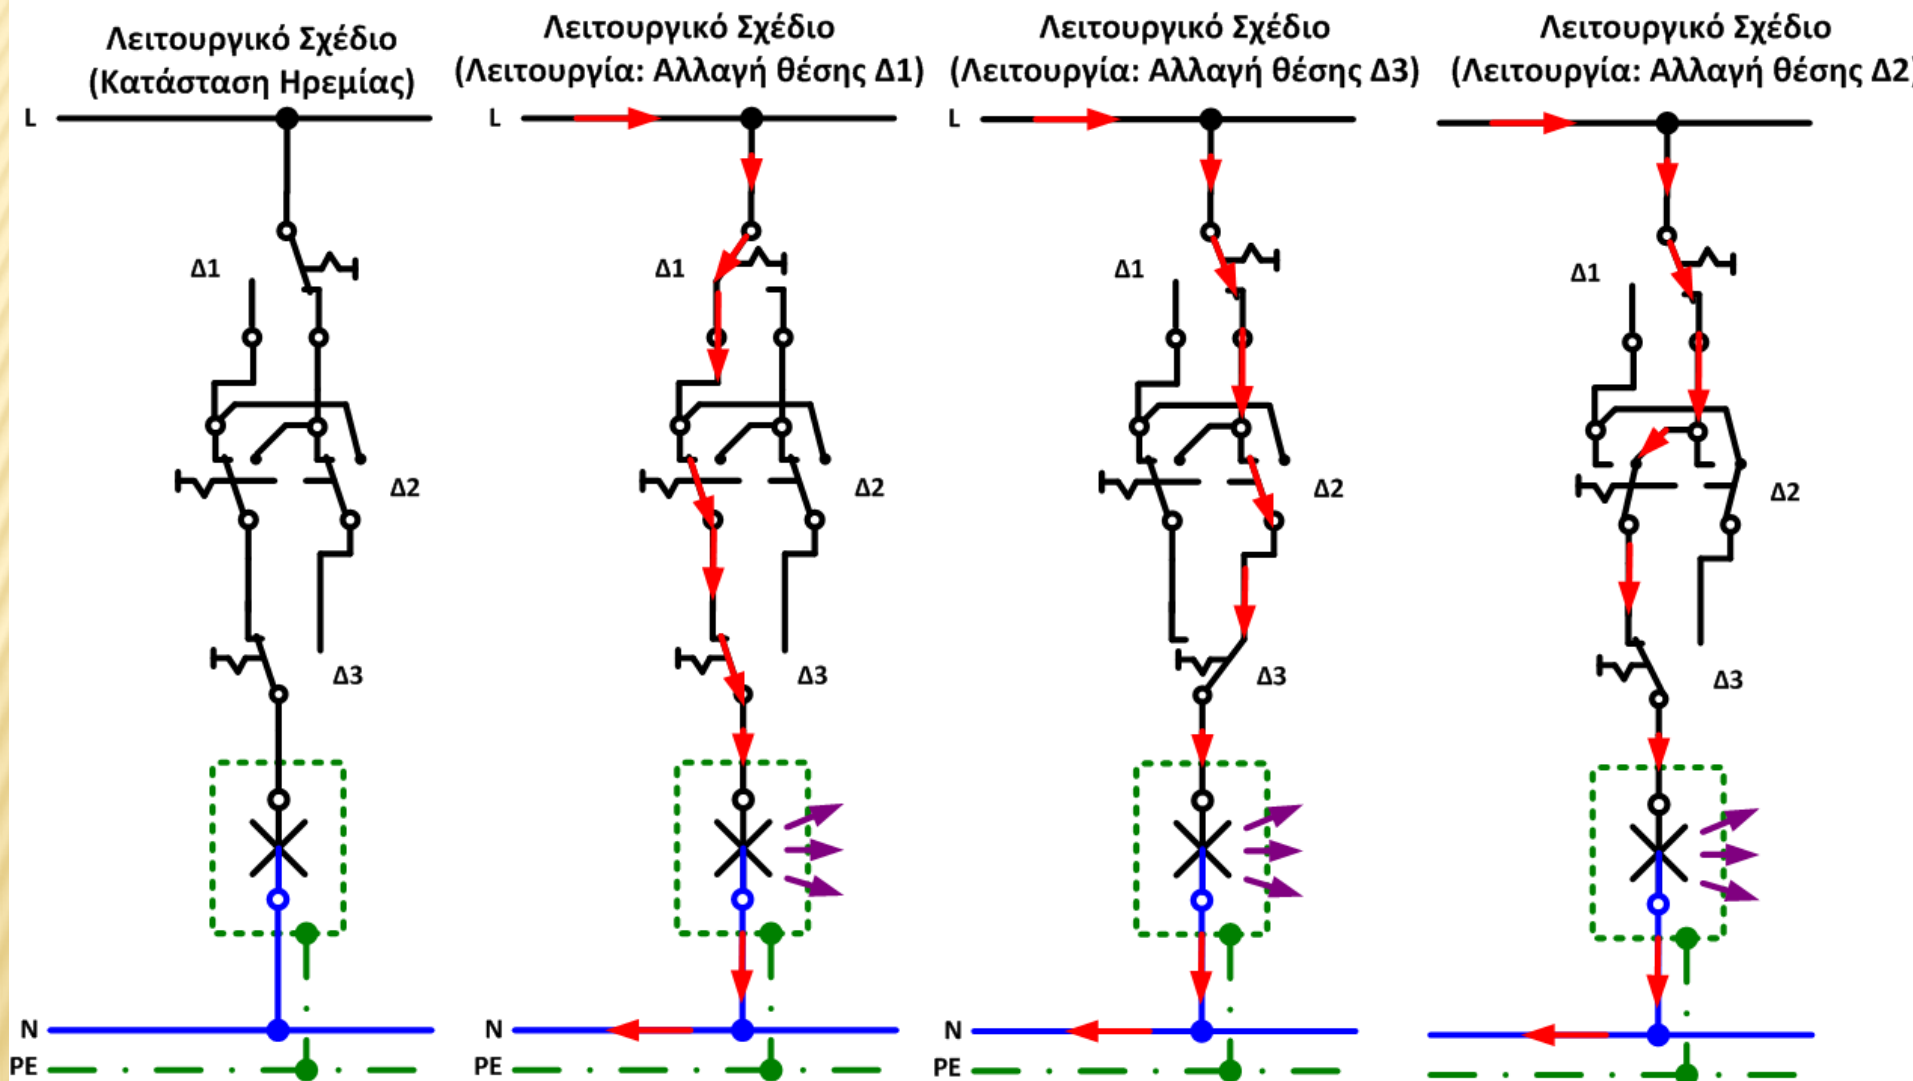 Λειτουργικό Σχέδιο
(Κατάσταση Ηρεμίας)
L
Δ1
Δ2
Δ3
N
PE
Λειτουργικό Σχέδιο
(Λειτουργία: Αλλαγή θέσης Δ1)
L
Δ1
Δ2
Δ3
N
PE
Λειτουργικό Σχέδιο
(Λειτουργία: Αλλαγή θέσης Δ3)
L
Δ1
Δ2
Δ3
N
PE
Λειτουργικό Σχέδιο
(Λειτουργία: Αλλαγή θέσης Δ2)
Δ1
Δ2
Δ3